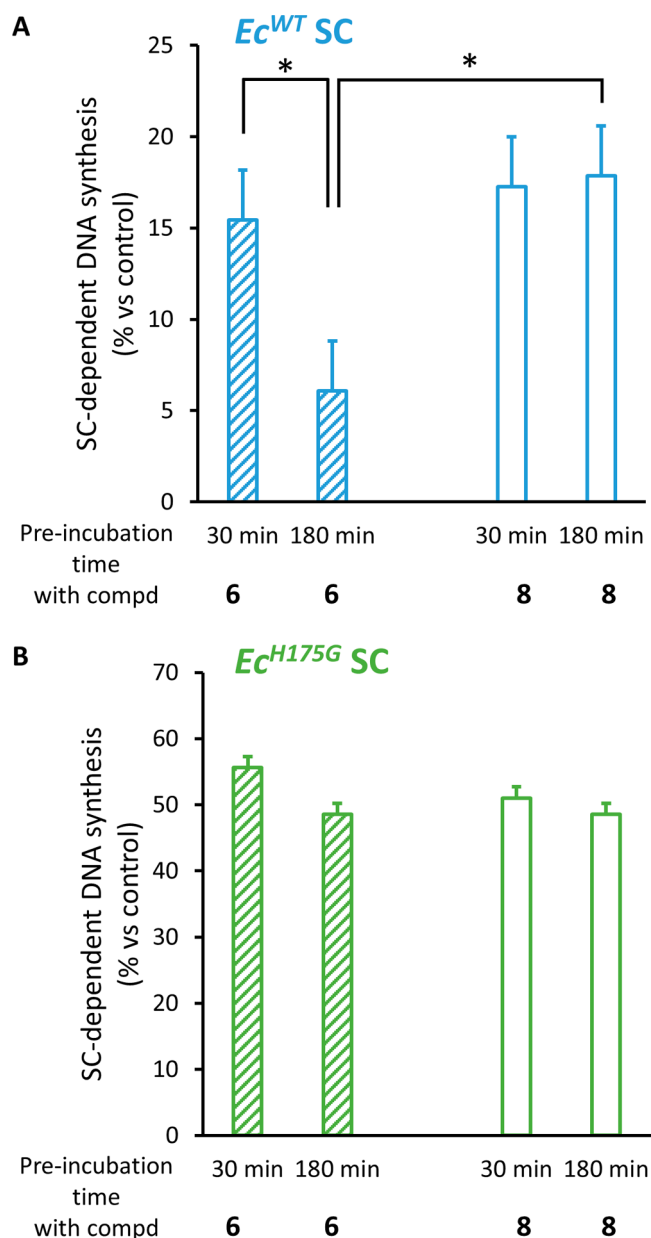 A
Ec^WT SC
SC-dependent DNA synthesis
(% vs control)
25
20
15
10
5
0
*
*
Pre-incubation
time
with compd
30 min 180 min 30 min 180 min
6 6 8 8
B
Ec^H175G SC
SC-dependent DNA synthesis
(% vs control)
70
60
50
40
30
20
10
0
Pre-incubation
time
with compd
30 min 180 min 30 min 180 min
6 6 8 8